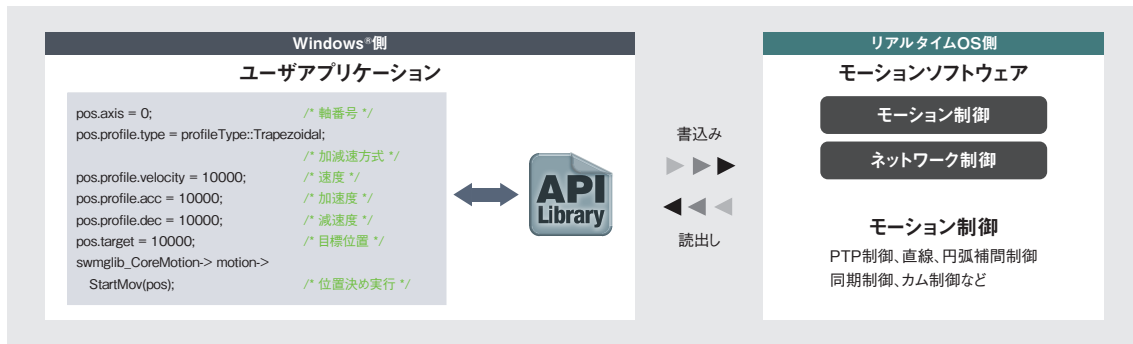 Windows®側
ユーザアプリケーション
pos.axis = 0; /* 軸番号 */
pos.profile.type = profileType::Trapezoidal;
/* 加減速方式 */
pos.profile.velocity = 10000; /* 速度 */
pos.profile.acc = 10000; /* 加速度 */
pos.profile.dec = 10000; /* 減速度 */
pos.target = 10000; /* 目標位置 */
swmglib_CoreMotion-> motion->
StartMov(pos); /* 位置決め実行 */
API
Library
書込み
読出し
リアルタイムOS側
モーションソフトウェア
モーション制御
ネットワーク制御
モーション制御
PTP制御、直線、円弧補間制御
同期制御、カム制御など